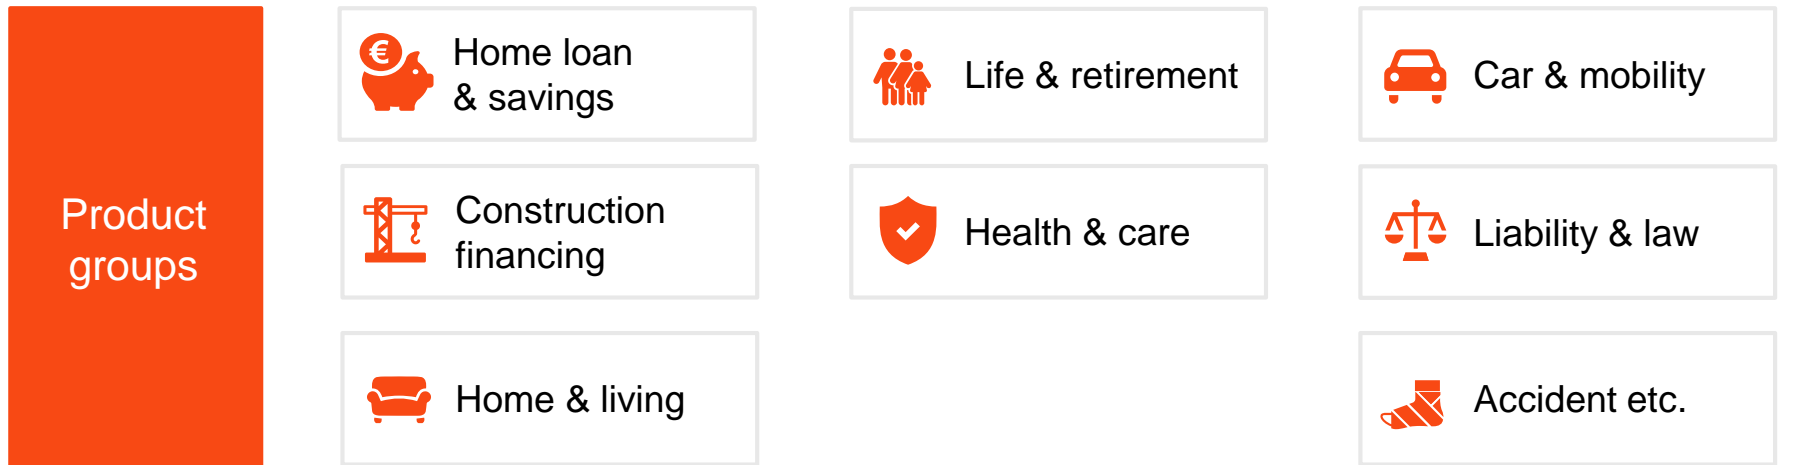 Product
groups
Home loan
& savings
Life & retirement
Car & mobility
Construction
financing
Health & care
Liability & law
Home & living
Accident etc.
€